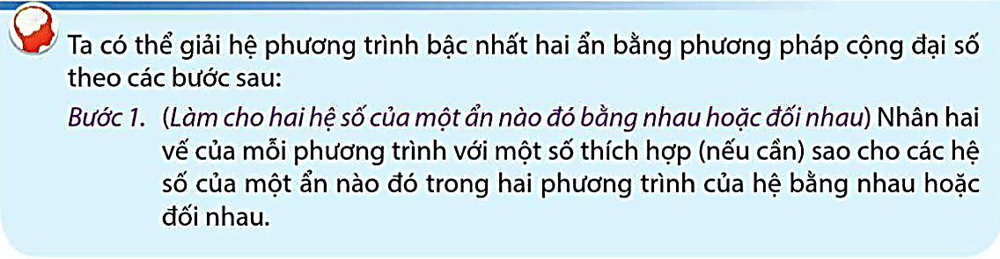 Ta có thể giải hệ phương trình bậc nhất hai ẩn bằng phương pháp cộng đại số
theo các bước sau:
Bước 1. (Làm cho hai hệ số của một ẩn nào đó bằng nhau hoặc đối nhau) Nhân hai
vế của mỗi phương trình với một số thích hợp (nếu cần) sao cho các hệ
số của một ẩn nào đó trong hai phương trình của hệ bằng nhau hoặc
đối nhau.